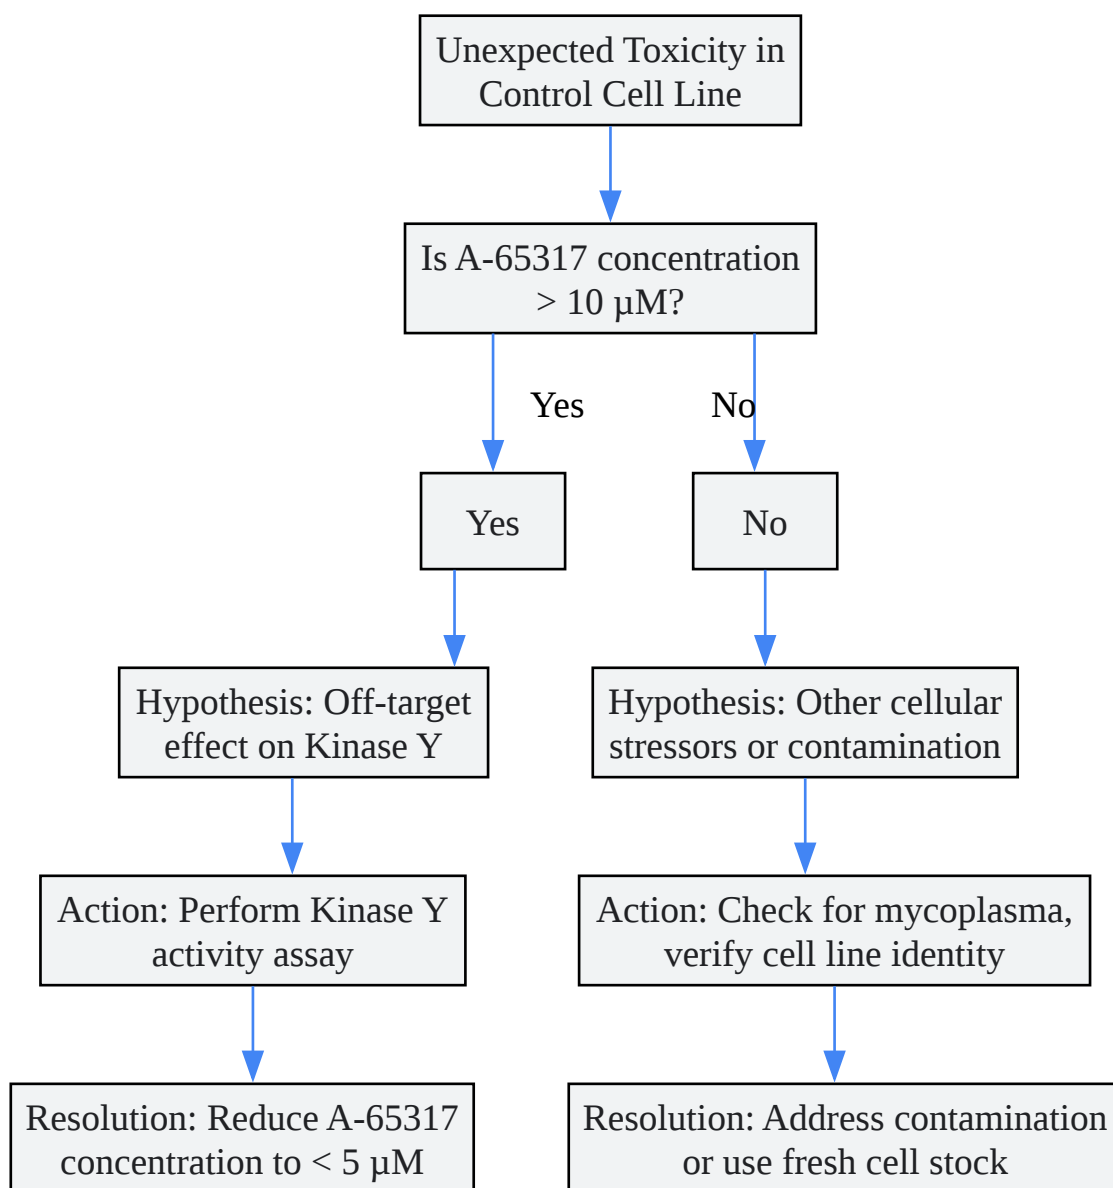 Unexpected Toxicity in
Control Cell Line
Is A-65317 concentration
> 10 µM?
Yes
No
Yes
No
Hypothesis: Off-target
effect on Kinase Y
Hypothesis: Other cellular
stressors or contamination
Action: Perform Kinase Y
activity assay
Action: Check for mycoplasma,
verify cell line identity
Resolution: Reduce A-65317
concentration to < 5 µM
Resolution: Address contamination
or use fresh cell stock